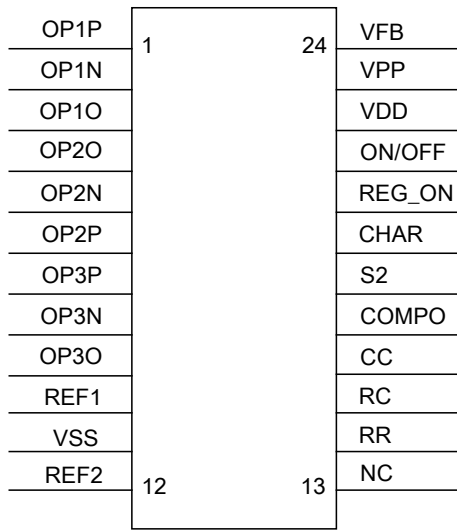 OP1P 1 24 VFB
OP1N VPP
OP1O VDD
OP2O ON/OFF
OP2N REG_ON
OP2P CHAR
OP3P S2
OP3N COMPO
OP3O CC
REF1 RC
VSS RR
REF2 12 13 NC